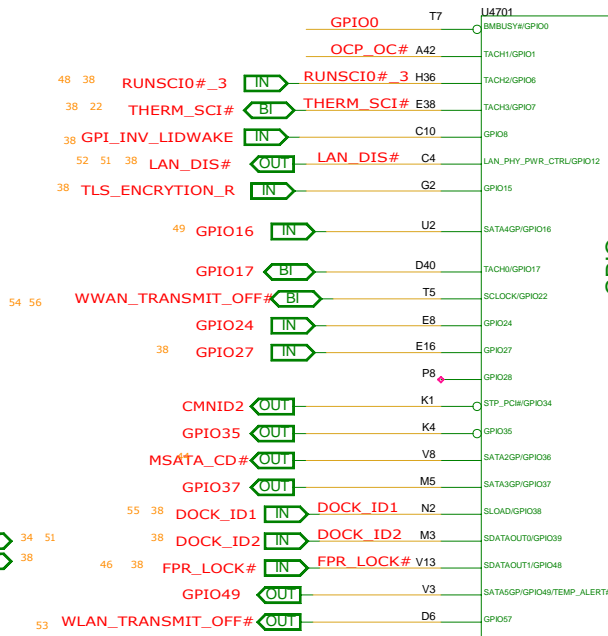 U4701
GPIO0 T7 BMBUSY#/GPIO0
OCP_OC# A42 TACH1/GPIO1
48 38 RUNSCI0#_3 IN RUNSCI0#_3 H36 TACH2/GPIO6
38 22 THERM_SCI# BI THERM_SCI# E38 TACH3/GPIO7
38 GPI_INV_LIDWAKE IN C10 GPIO8
52 51 38 LAN_DIS# OUT LAN_DIS# C4 LAN_PHY_PWR_CTRL/GPIO12
38 TLS_ENCRYTION_R IN G2 GPIO15
49 GPIO16 IN U2 SATA4GP/GPIO16
GPIO17 BI D40 TACH0/GPIO17
54 56 WWAN_TRANSMIT_OFF# BI T5 SCLOCK/GPIO22
GPIO24 IN E8 GPIO24
38 GPIO27 IN E16 GPIO27
P8 GPIO28
CMNID2 OUT K1 STP_PCI#/GPIO34
GPIO35 OUT K4 GPIO35
MSATA_CD# OUT V8 SATA2GP/GPIO36
GPIO37 OUT M5 SATA3GP/GPIO37
55 38 DOCK_ID1 IN DOCK_ID1 N2 SLOAD/GPIO38
34 51 38 DOCK_ID2 IN DOCK_ID2 M3 SDATAOUT0/GPIO39
38 46 38 FPR_LOCK# IN FPR_LOCK# V13 SDATAOUT1/GPIO48
GPIO49 OUT V3 SATA5GP/GPIO49/TEMP_ALERT#
53 WLAN_TRANSMIT_OFF# OUT D6 GPIO57